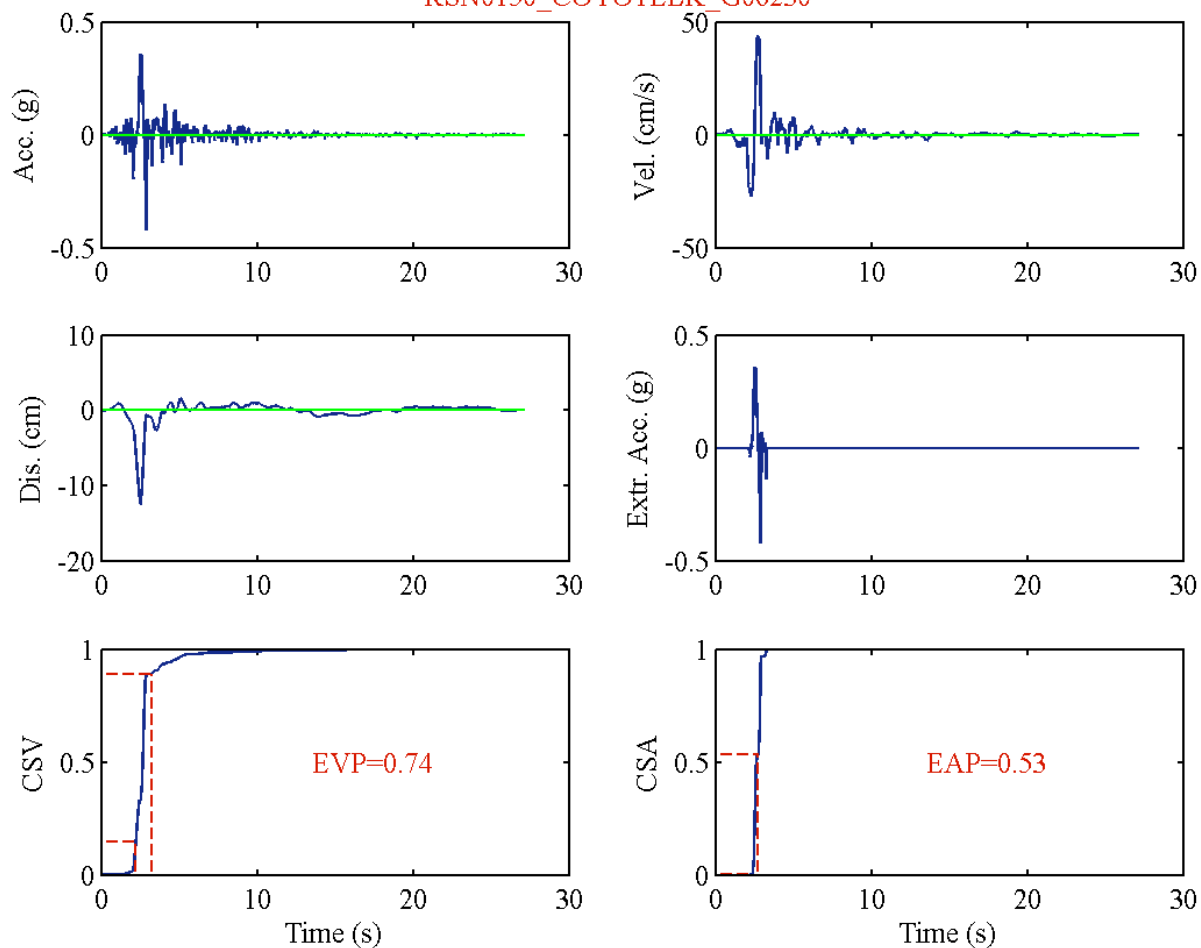 RSN0150_COYOTELK_G06230
0.5
0
-0.5
Acc. (g)
0 10 20 30
50
0
-50
Vel. (cm/s)
0 10 20 30
10
0
-10
-20
Dis. (cm)
0 10 20 30
0.5
0
-0.5
Extr. Acc. (g)
0 10 20 30
1
0.5
0
CSV
EVP=0.74
0 10 20 30
Time (s)
1
0.5
0
CSA
EAP=0.53
0 10 20 30
Time (s)